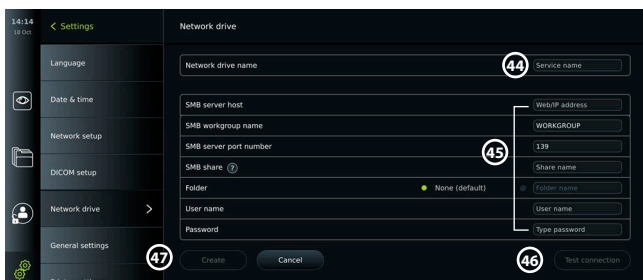 14:14
18 Oct
Settings
Network drive
Language
Date & time
Network setup
DICOM setup
Network drive
General settings
Network drive name
44
Service name
SMB server host
Web/IP address
SMB workgroup name
WORKGROUP
SMB server port number
45
139
SMB share ?
Share name
Folder
None (default)
Folder name
User name
User name
Password
Type password
47
Create
Cancel
46
Test connection